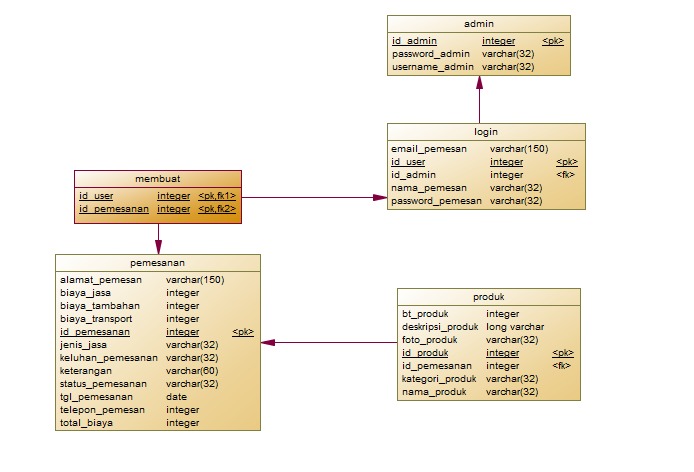 admin
id_admin integer <pk>
password_admin varchar(32)
username_admin varchar(32)
login
email_pemesan varchar(150)
id_user integer <pk>
id_admin integer <fk>
nama_pemesan varchar(32)
password_pemesan varchar(32)
membuat
id_user integer <pk,fk1>
id_pemesanan integer <pk,fk2>
pemesanan
alamat_pemesan varchar(150)
biaya_jasa integer
biaya_tambahan integer
biaya_transport integer
id_pemesanan integer <pk>
jenis_jasa varchar(32)
keluhan_pemesanan varchar(32)
keterangan varchar(60)
status_pemesanan varchar(32)
tgl_pemesanan date
telepon_pemesan integer
total_biaya integer
produk
bt_produk integer
deskripsi_produk long varchar
foto_produk varchar(32)
id_produk integer <pk>
id_pemesanan integer <fk>
kategori_produk varchar(32)
nama_produk varchar(32)